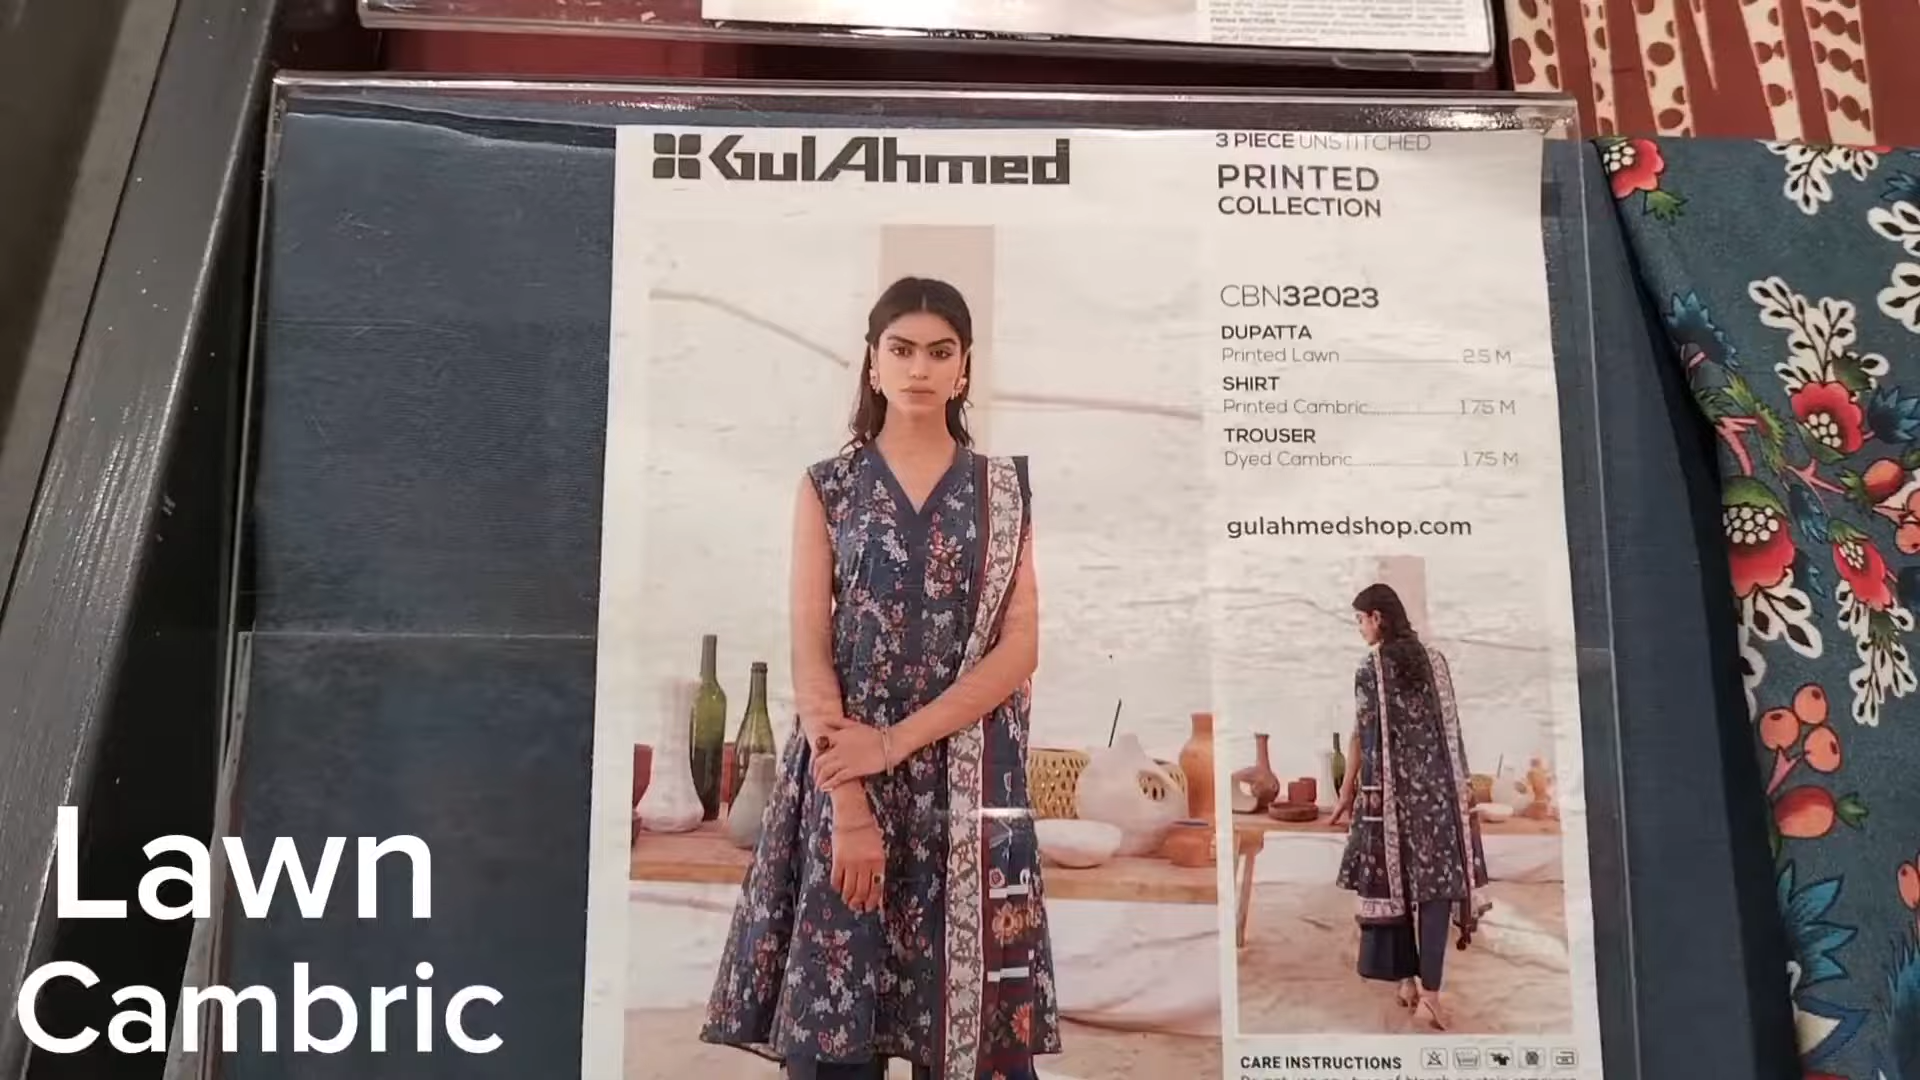 GulAhmed
3 PIECE UNSTITCHED
PRINTED
COLLECTION
CBN32023
DUPATTA
Printed Lawn 2.5 M
SHIRT
Printed Cambric 1.75 M
TROUSER
Dyed Cambric 1.75 M
gulahmedshop.com
CARE INSTRUCTIONS
Lawn
Cambric